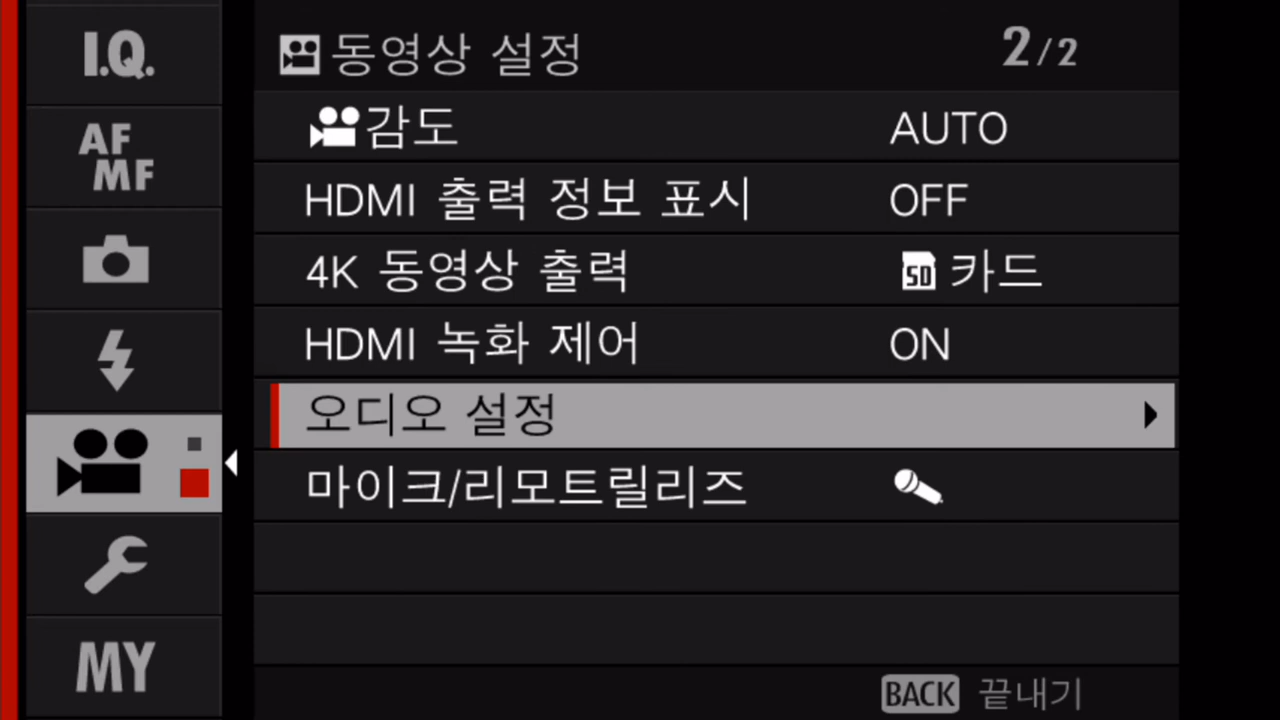 I.Q.
AF
MF
MY
동영상 설정 2/2
감도 AUTO
HDMI 출력 정보 표시 OFF
4K 동영상 출력 SD 카드
HDMI 녹화 제어 ON
오디오 설정
마이크/리모트릴리즈
BACK 끝내기